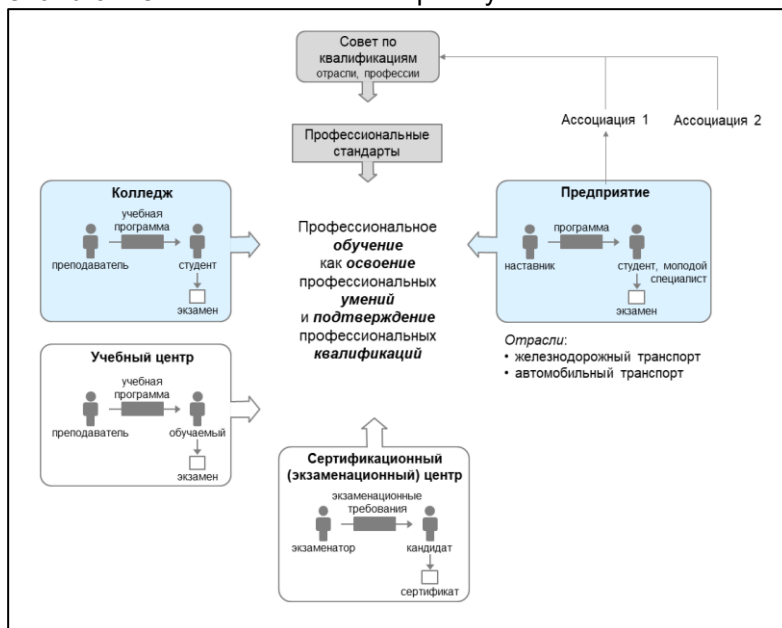 Совет по
квалификациям
отрасли, профессии
Ассоциация 1
Ассоциация 2
Профессиональные
стандарты
Колледж
учебная
программа
преподаватель
студент
экзамен
Профессиональное
обучение
как освоение
профессиональных
умений
и подтверждение
профессиональных
квалификаций
Предприятие
программа
наставник
студент, молодой
специалист
экзамен
Отрасли:
• железнодорожный транспорт
• автомобильный транспорт
Учебный центр
учебная
программа
преподаватель
обучаемый
экзамен
Сертификационный
(экзаменационный) центр
экзаменационные
требования
экзаменатор
кандидат
сертификат